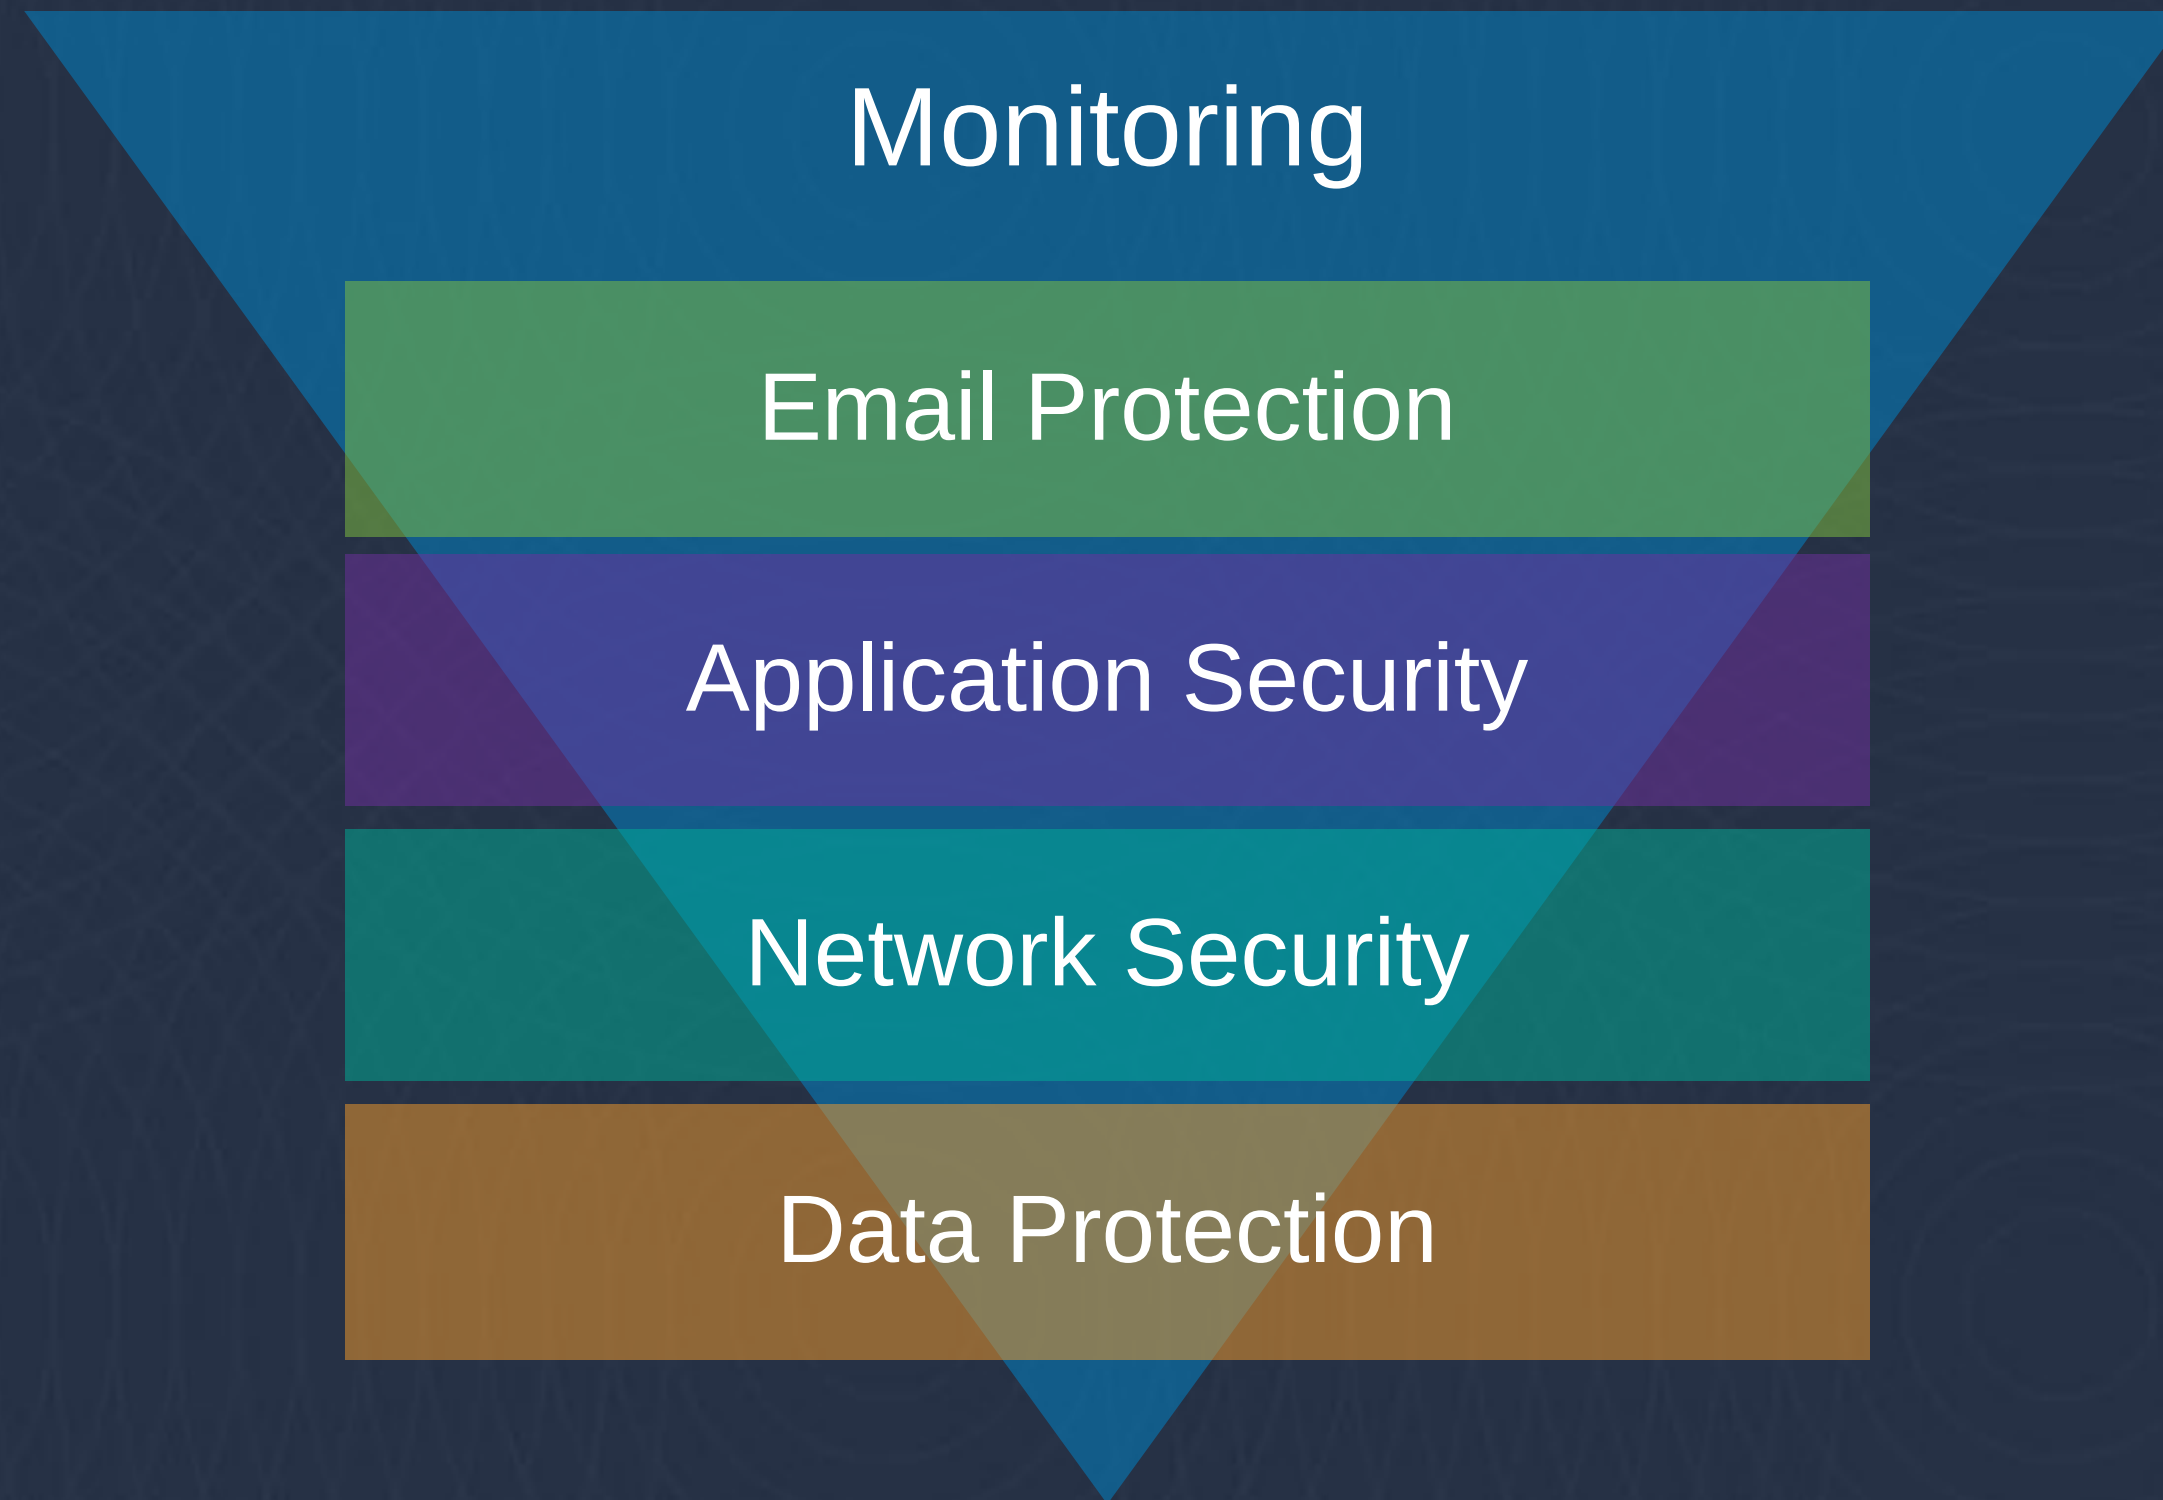 Monitoring
Email Protection
Application Security
Network Security
Data Protection